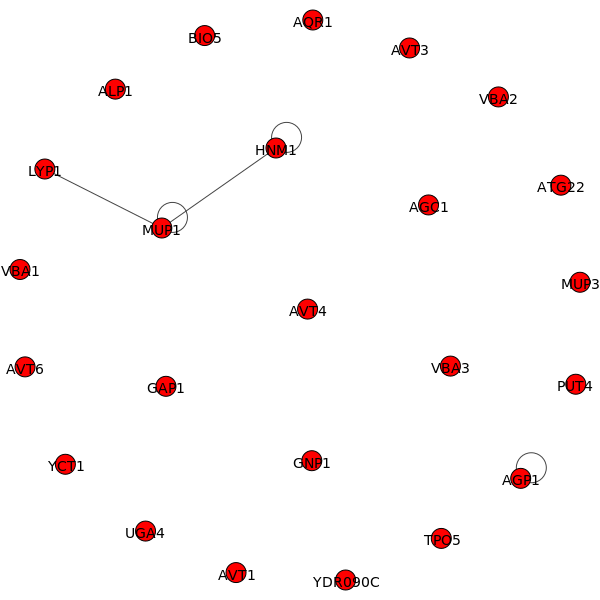 AQR1
BIO5
AVT3
ALP1
VBA2
HNM1
LYP1
ATG22
AGC1
MUP1
VBA1
MUP3
AVT4
AVT6
VBA3
GAP1
PUT4
YCT1
GNP1
AGP1
UGA4
TPO5
AVT1
YDR090C